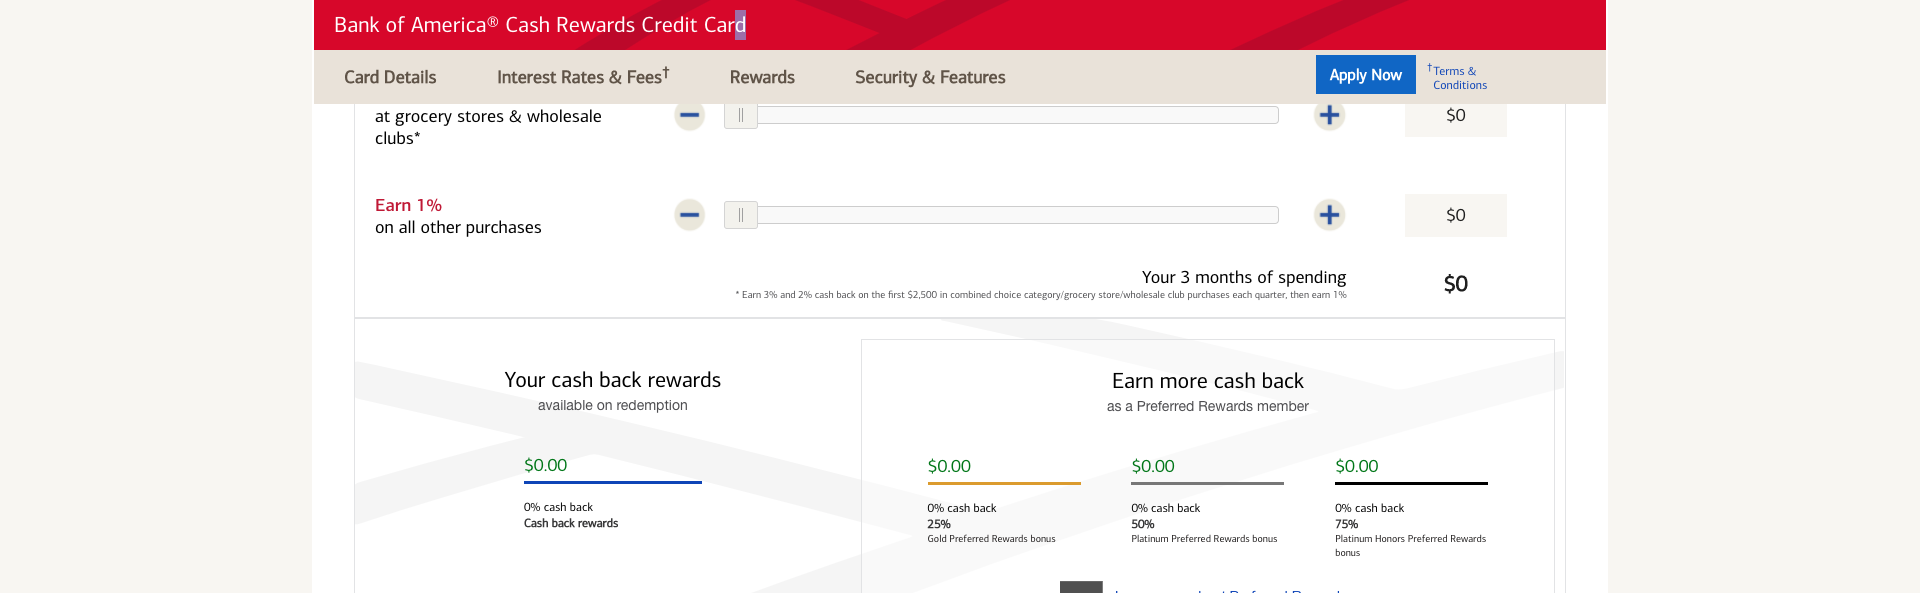 Bank of America® Cash Rewards Credit Card
Card Details
Interest Rates & Fees†
Rewards
Security & Features
Apply Now
†Terms &
Conditions
at grocery stores & wholesale
clubs*
$0
Earn 1%
on all other purchases
$0
Your 3 months of spending
$0
* Earn 3% and 2% cash back on the first $2,500 in combined choice category/grocery store/wholesale club purchases each quarter, then earn 1%
Your cash back rewards
available on redemption
$0.00
0% cash back
Cash back rewards
Earn more cash back
as a Preferred Rewards member
$0.00
0% cash back
25%
Gold Preferred Rewards bonus
$0.00
0% cash back
50%
Platinum Preferred Rewards bonus
$0.00
0% cash back
75%
Platinum Honors Preferred Rewards
bonus